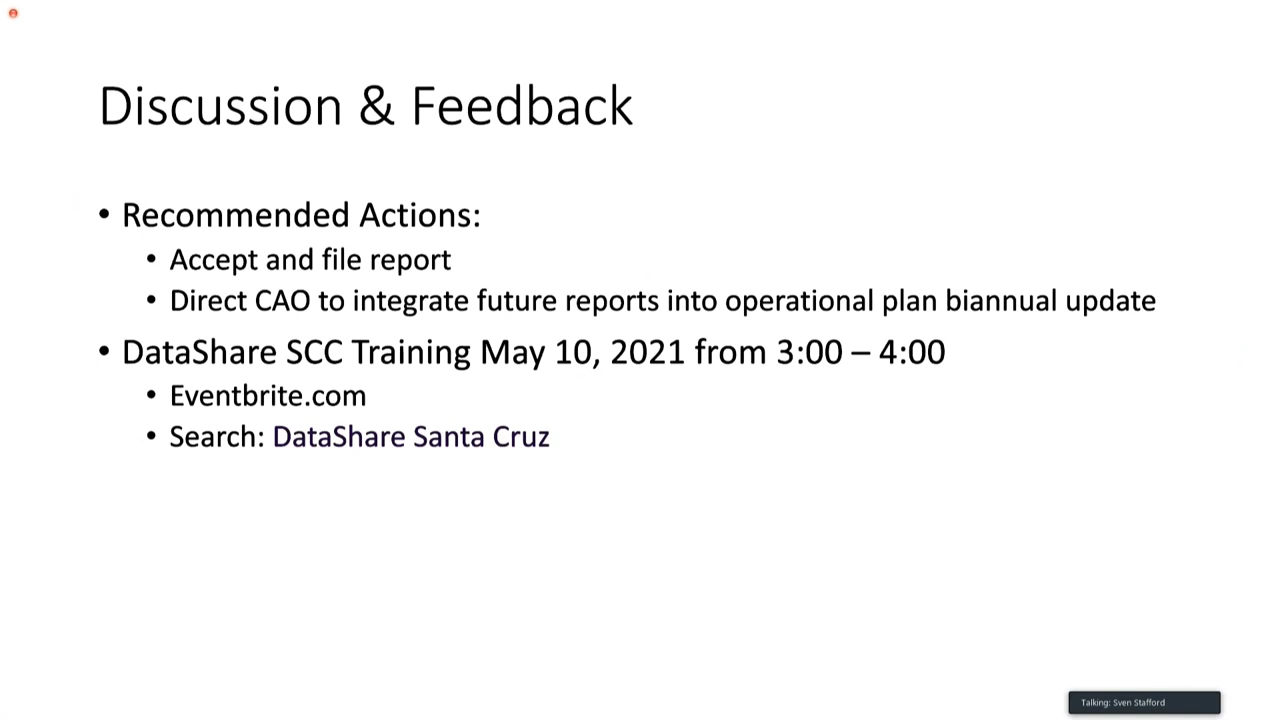 Discussion & Feedback
• Recommended Actions:
• Accept and file report
• Direct CAO to integrate future reports into operational plan biannual update
• DataShare SCC Training May 10, 2021 from 3:00 – 4:00
• Eventbrite.com
• Search: DataShare Santa Cruz
Talking: Sven Stafford